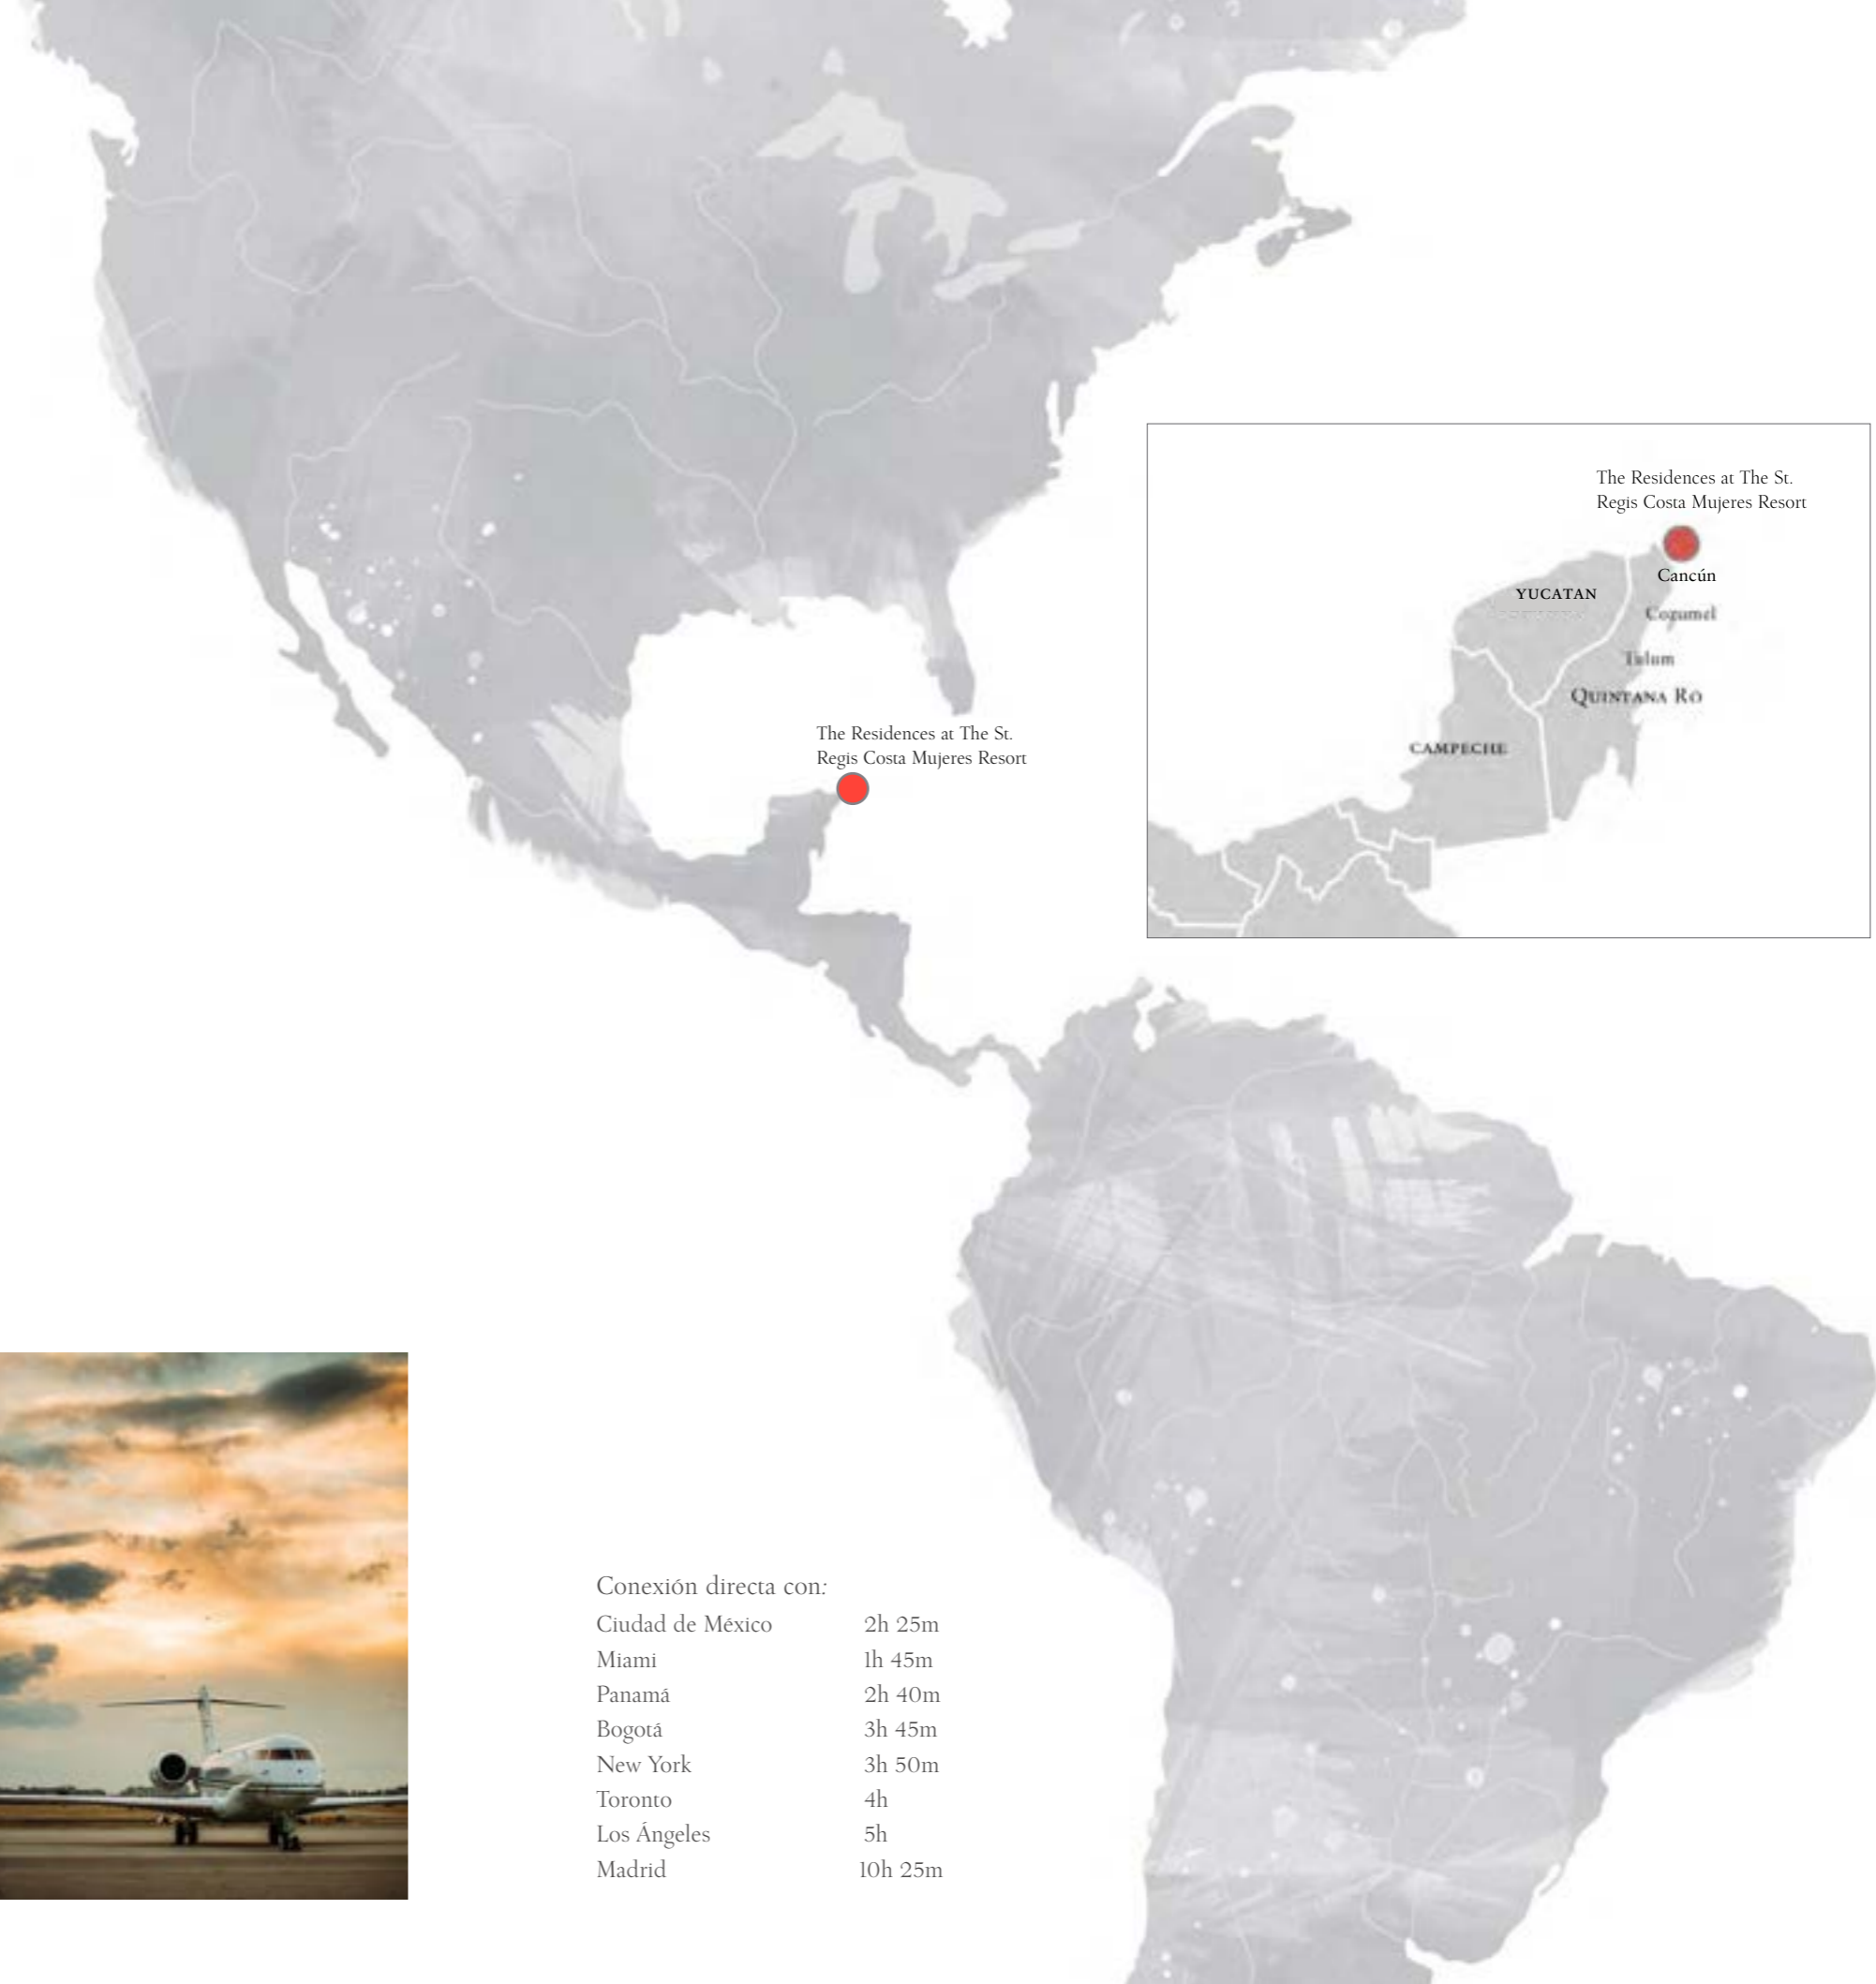 The Residences at The St.
Regis Costa Mujeres Resort
Cancún
YUCATAN
Cozumel
Tulum
QUINTANA RO
CAMPECHE
The Residences at The St.
Regis Costa Mujeres Resort
Conexión directa con:
Ciudad de México 2h 25m
Miami 1h 45m
Panamá 2h 40m
Bogotá 3h 45m
New York 3h 50m
Toronto 4h
Los Ángeles 5h
Madrid 10h 25m